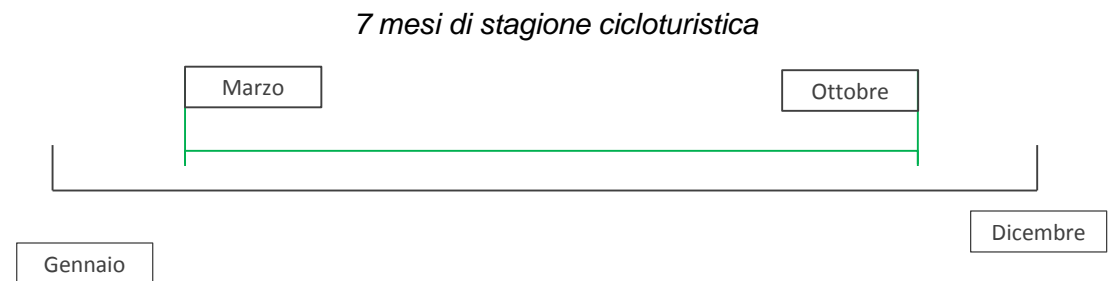 7 mesi di stagione cicloturistica
Marzo
Ottobre
Dicembre
Gennaio